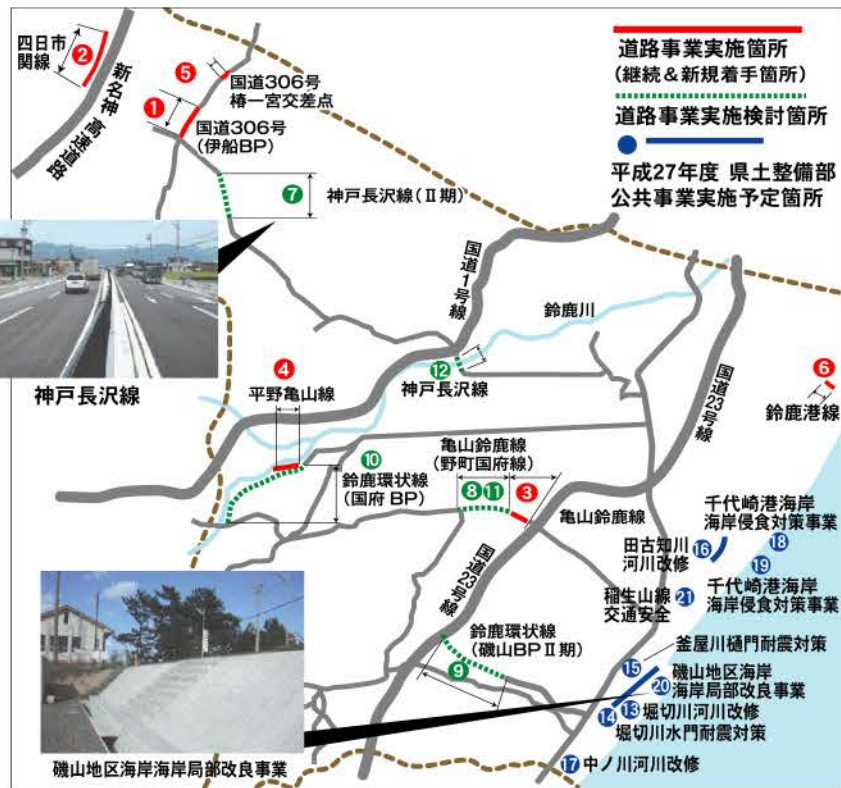 道路事業実施箇所
(継続&新規着手箇所)
道路事業実施検討箇所
平成27年度 県土整備部
公共事業実施予定箇所
四日市
関線
②
新名神 高速道路
⑤
国道306号
椿一宮交差点
①
国道306号
(伊船BP)
⑦
神戸長沢線(Ⅱ期)
国道1号線
鈴鹿川
神戸長沢線
④
平野亀山線
⑫
神戸長沢線
国道23号線
⑥
鈴鹿港線
⑩
鈴鹿環状線
(国府BP)
亀山鈴鹿線
(野町国府線)
⑧ ⑪ ③
亀山鈴鹿線
国道23号線
千代崎港海岸
海岸侵食対策事業
田古知川
河川改修
⑯
⑱
⑲
稲生山線
交通安全
㉑
千代崎港海岸
海岸侵食対策事業
鈴鹿環状線
(磯山BPⅡ期)
⑨
釜屋川樋門耐震対策
⑮
磯山地区海岸
海岸局部改良事業
⑳
⑬堀切川河川改修
⑭
堀切川水門耐震対策
⑰中ノ川河川改修
磯山地区海岸海岸局部改良事業